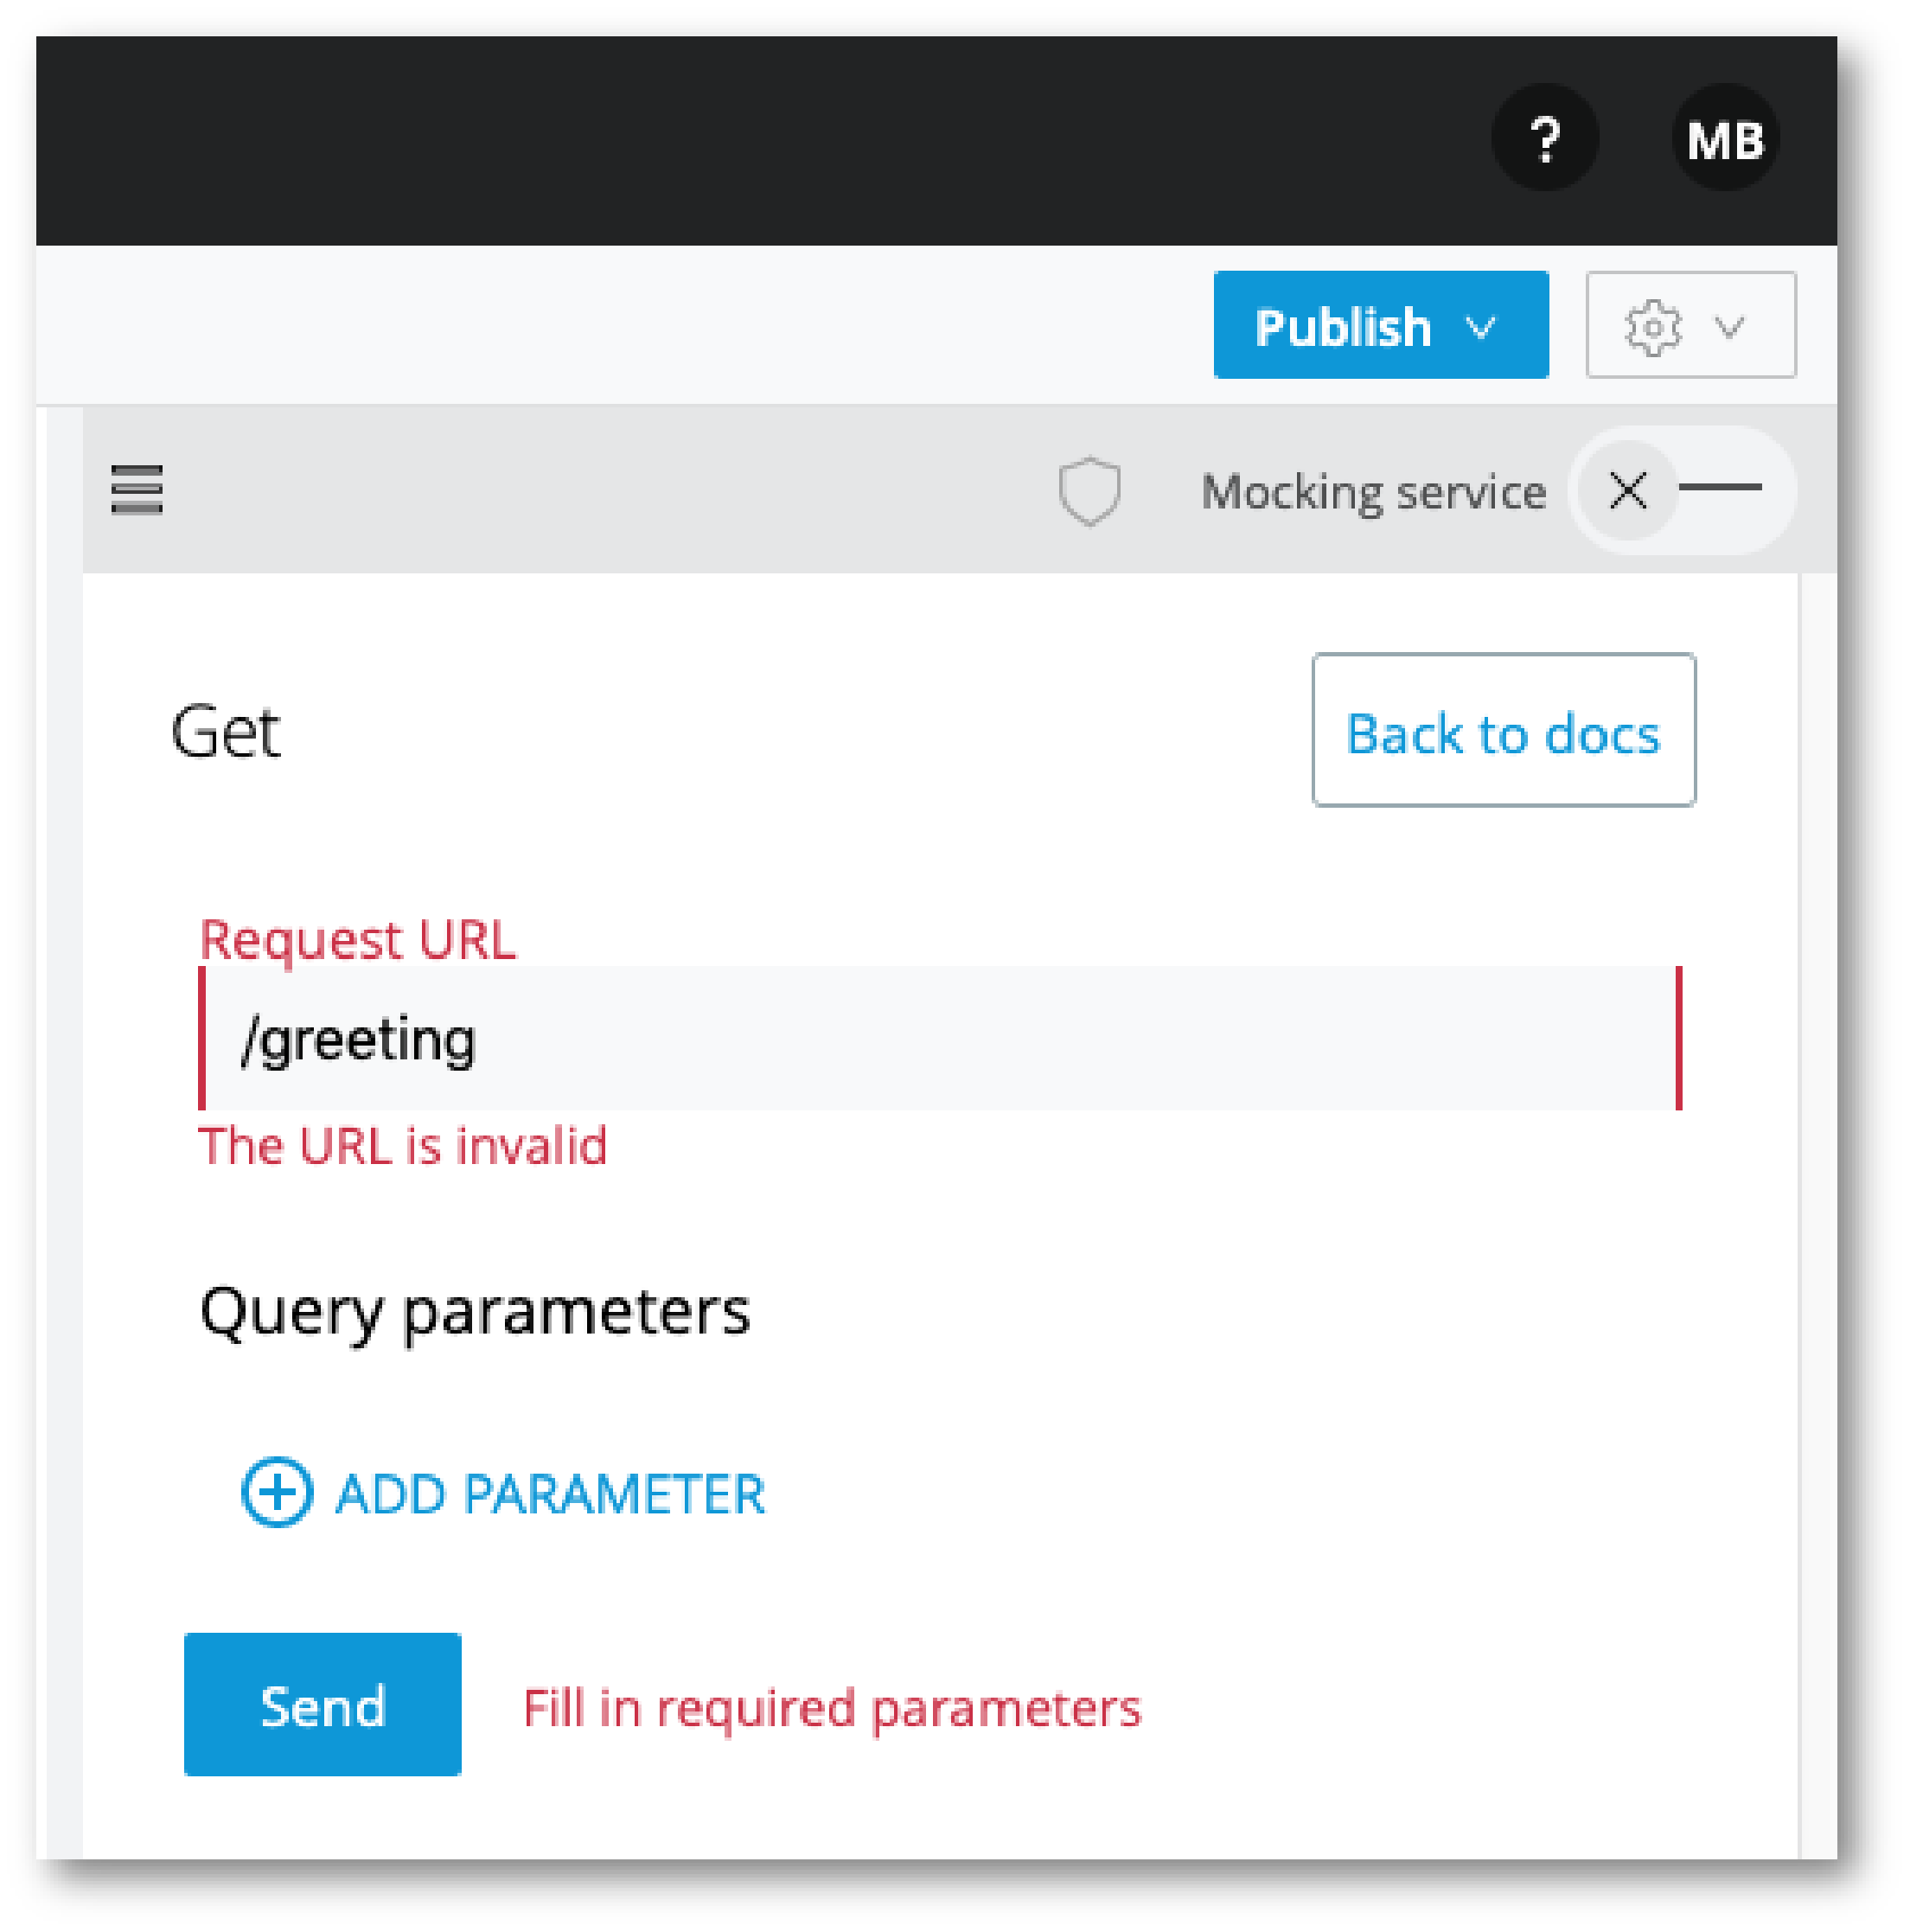 ?
MB
Publish
Mocking service
Get
Back to docs
Request URL
/greeting
The URL is invalid
Query parameters
ADD PARAMETER
Send
Fill in required parameters